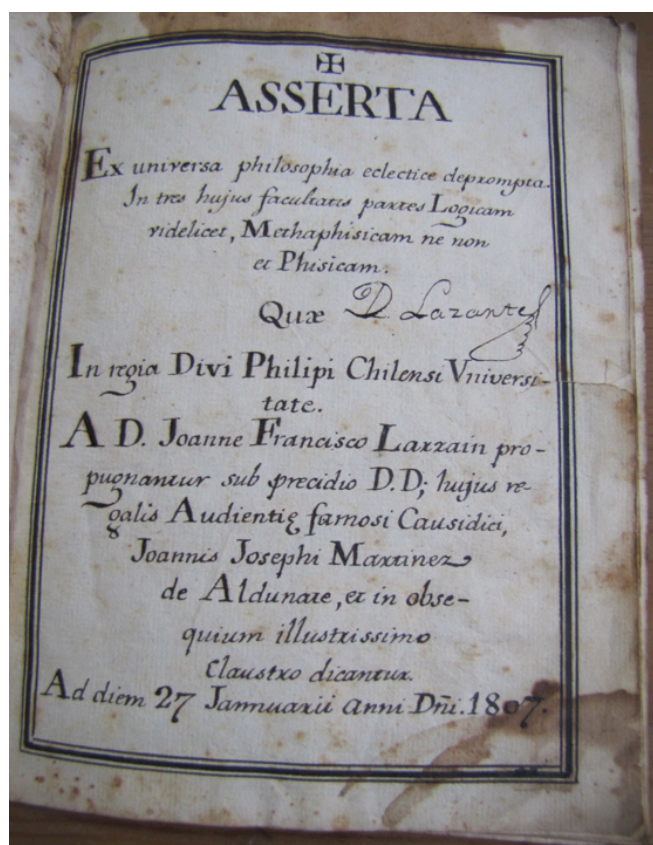 ✠
ASSERTA
Ex universa philosophia eclectice deprompta.
In tres hujus facultatis partes Logicam
videlicet, Methaphisicam ne non
et Phisicam.
Quæ D Lazante
In regia Divi Philipi Chilensi Vniversi-
tate.
A D. Joanne Francisco Larrain pro-
pugnantur sub precidio D.D; hujus re-
galis Audientię famosi Causidici,
Joannis Josephi Martinez
de Aldunate, et in obse-
quium illustrissimo
Claustro dicantur.
Ad diem 27 Jannuarii anni Dñi. 1807.